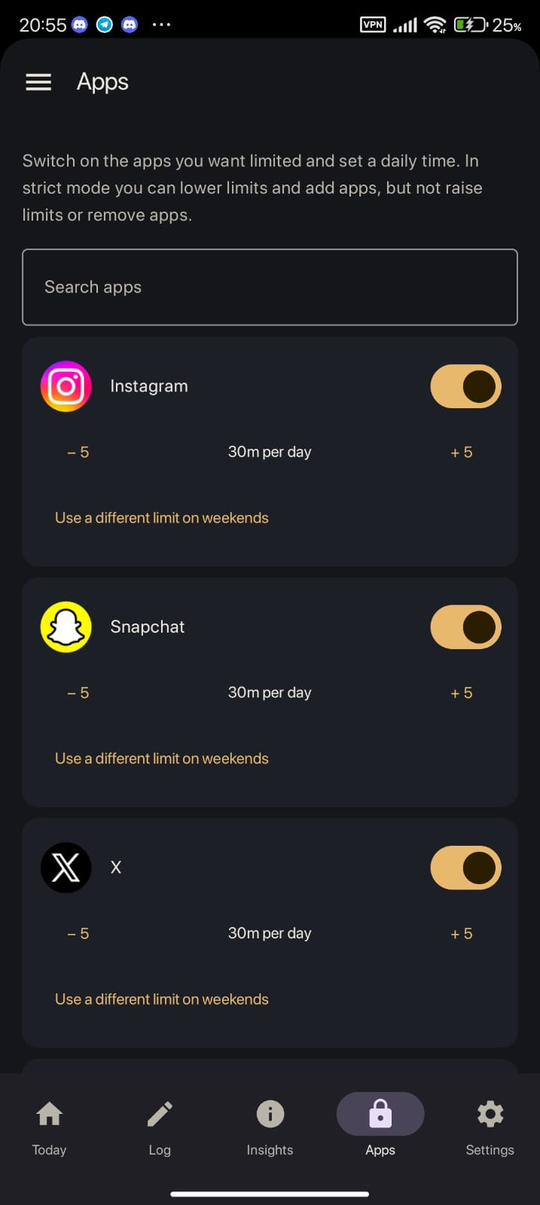 20:55 ... VPN 25%
Apps
Switch on the apps you want limited and set a daily time. In
strict mode you can lower limits and add apps, but not raise
limits or remove apps.
Search apps
Instagram
– 5 30m per day + 5
Use a different limit on weekends
Snapchat
– 5 30m per day + 5
Use a different limit on weekends
X
– 5 30m per day + 5
Use a different limit on weekends
Today Log Insights Apps Settings